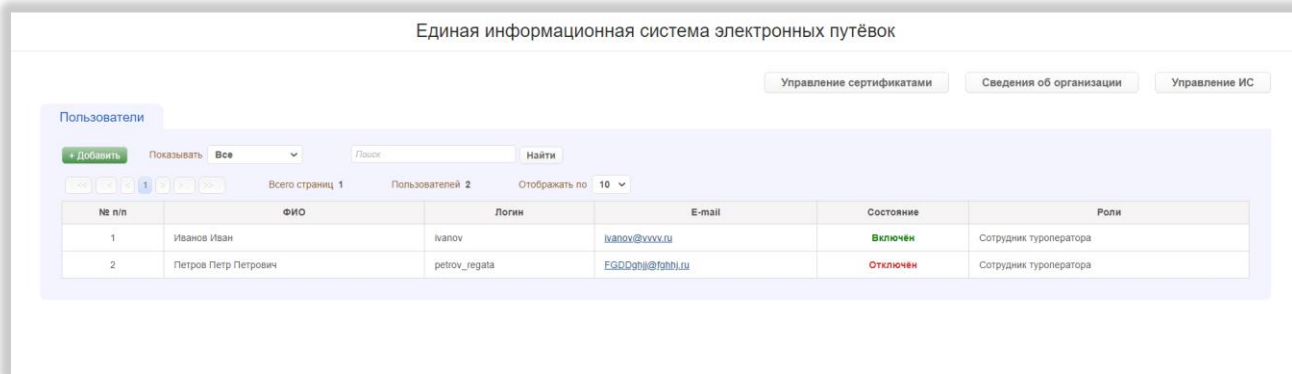 Единая информационная система электронных путёвок
Управление сертификатами Сведения об организации Управление ИС
Пользователи
+ Добавить Показывать Все Поиск Найти
<< < < 1 > > >> Всего страниц 1 Пользователей 2 Отображать по 10
№ п/п ФИО Логин E-mail Состояние Роли
1 Иванов Иван ivanov ivanov@vvvv.ru Включён Сотрудник туроператора
2 Петров Петр Петрович petrov_regata FGDDghjj@fghhj.ru Отключён Сотрудник туроператора